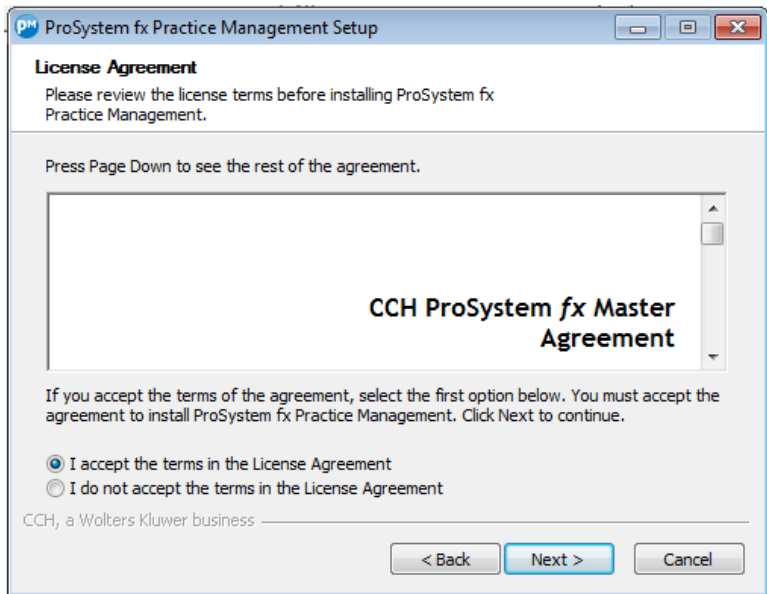 PM ProSystem fx Practice Management Setup
License Agreement
Please review the license terms before installing ProSystem fx
Practice Management.
Press Page Down to see the rest of the agreement.
CCH ProSystem fx Master
Agreement
If you accept the terms of the agreement, select the first option below. You must accept the
agreement to install ProSystem fx Practice Management. Click Next to continue.
I accept the terms in the License Agreement
I do not accept the terms in the License Agreement
CCH, a Wolters Kluwer business
< Back Next > Cancel